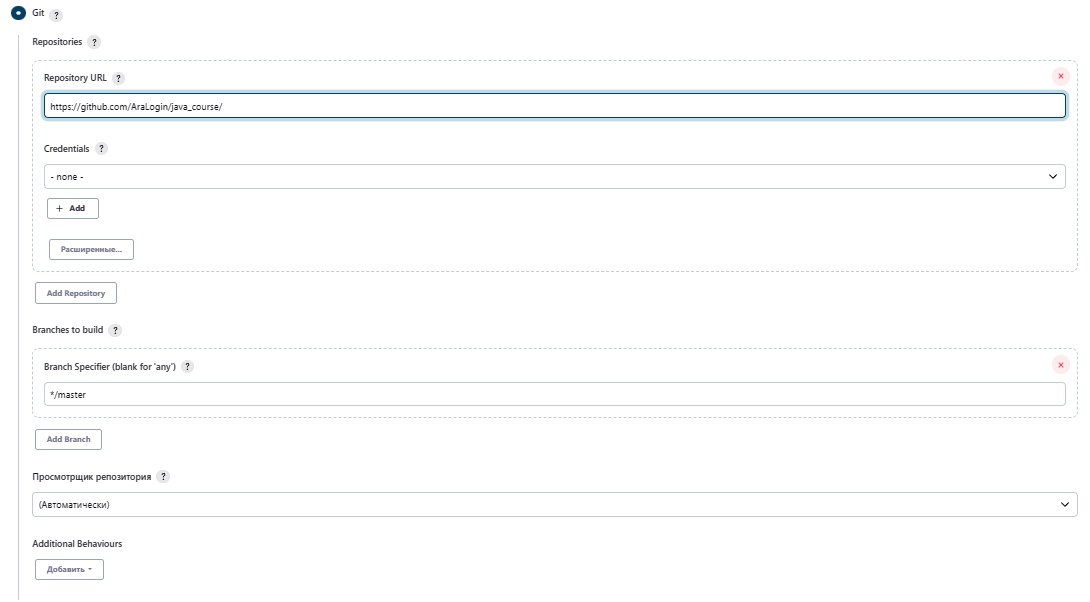 Git ?
Repositories ?
Repository URL ?
https://github.com/AraLogin/java_course/
Credentials ?
- none -
+ Add
Расширенные...
Add Repository
Branches to build ?
Branch Specifier (blank for 'any') ?
*/master
Add Branch
Просмотрщик репозитория ?
(Автоматически)
Additional Behaviours
Добавить